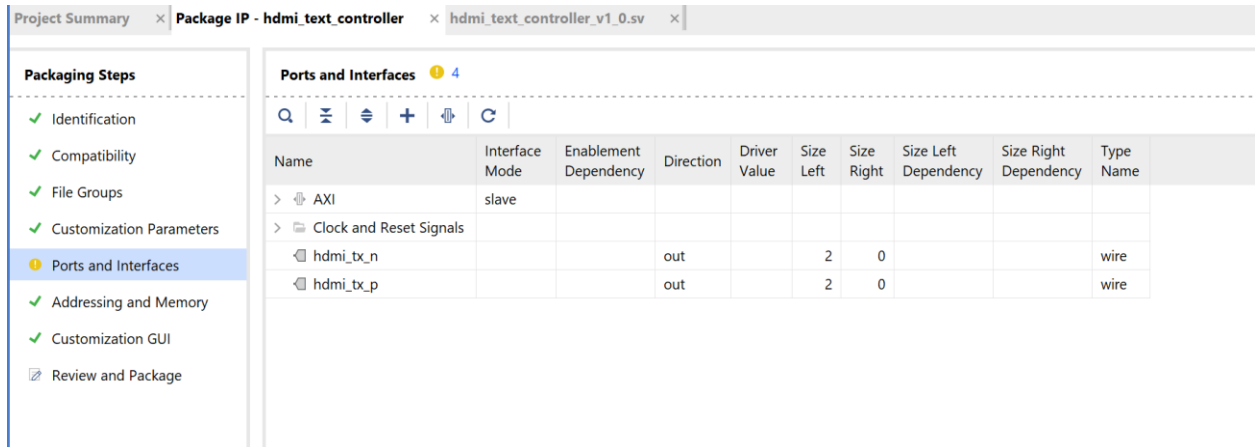 Project Summary × Package IP - hdmi_text_controller × hdmi_text_controller_v1_0.sv ×
Packaging Steps
Identification
Compatibility
File Groups
Customization Parameters
Ports and Interfaces
Addressing and Memory
Customization GUI
Review and Package
Ports and Interfaces 4
Name Interface Mode Enablement Dependency Direction Driver Value Size Left Size Right Size Left Dependency Size Right Dependency Type Name
> AXI slave
> Clock and Reset Signals
hdmi_tx_n out 2 0 wire
hdmi_tx_p out 2 0 wire